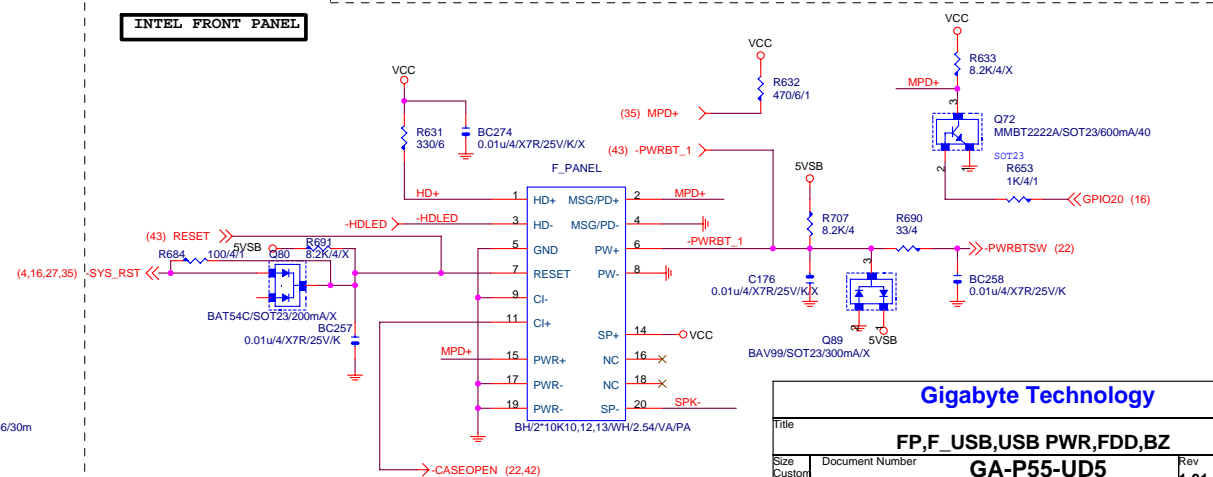 INTEL FRONT PANEL
VCC
R631
330/6
BC274
0.01u/4/X7R/25V/K/X
F_PANEL
VCC
R632
470/6/1
(35) MPD+
(43) -PWRBT_1
VCC
R633
8.2K/4/X
MPD+
3
Q72
MMBT2222A/SOT23/600mA/40
SOT23
2
1
R653
1K/4/1
GPIO20 (16)
HD+
1
HD+
MSG/PD+
2
MPD+
-HDLED
-HDLED
3
HD-
MSG/PD-
4
5
GND
PW+
6
-PWRBT_1
7
RESET
PW-
8
9
CI-
11
CI+
SP+
14
VCC
MPD+
15
PWR+
NC
16
17
PWR-
NC
18
19
PWR-
SP-
20
SPK-
BH/2*10K10,12,13/WH/2.54/VA/PA
(43) RESET
5VSB
R691
8.2K/4/X
R684
100/4/1
Q80
(4,16,27,35) -SYS_RST
BAT54C/SOT23/200mA/X
BC257
0.01u/4/X7R/25V/K
-CASEOPEN (22,42)
5VSB
R707
8.2K/4
R690
33/4
-PWRBTSW (22)
C176
0.01u/4/X7R/25V/K/X
3
2
1
Q89
5VSB
BAV99/SOT23/300mA/X
BC258
0.01u/4/X7R/25V/K
6/30m
Gigabyte Technology
Title
FP,F_USB,USB PWR,FDD,BZ
Size
Document Number
Rev
Custom
GA-P55-UD5